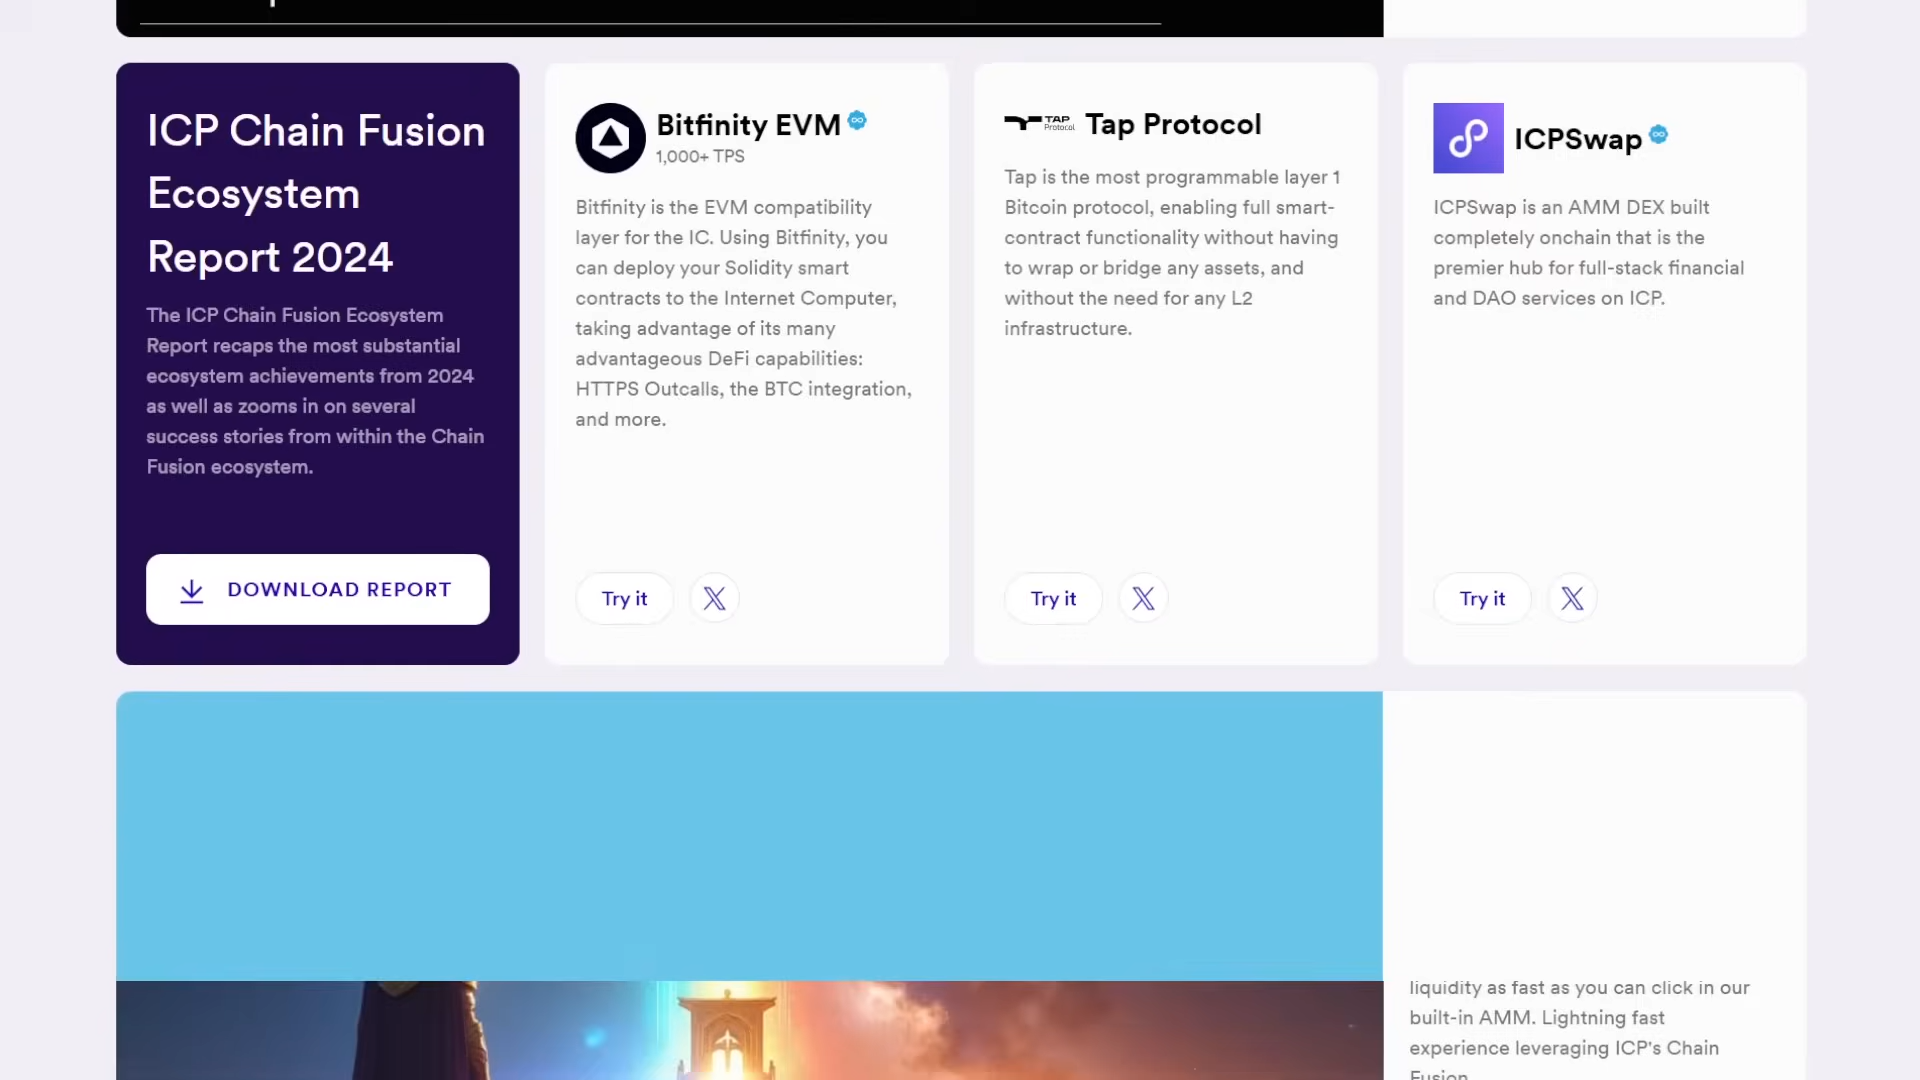 ICP Chain Fusion
Ecosystem
Report 2024
The ICP Chain Fusion Ecosystem
Report recaps the most substantial
ecosystem achievements from 2024
as well as zooms in on several
success stories from within the Chain
Fusion ecosystem.
DOWNLOAD REPORT
Bitfinity EVM
1,000+ TPS
Bitfinity is the EVM compatibility
layer for the IC. Using Bitfinity, you
can deploy your Solidity smart
contracts to the Internet Computer,
taking advantage of its many
advantageous DeFi capabilities:
HTTPS Outcalls, the BTC integration,
and more.
Try it
TAP
Protocol
Tap Protocol
Tap is the most programmable layer 1
Bitcoin protocol, enabling full smart-
contract functionality without having
to wrap or bridge any assets, and
without the need for any L2
infrastructure.
Try it
ICPSwap
ICPSwap is an AMM DEX built
completely onchain that is the
premier hub for full-stack financial
and DAO services on ICP.
Try it
liquidity as fast as you can click in our
built-in AMM. Lightning fast
experience leveraging ICP's Chain
Fusion